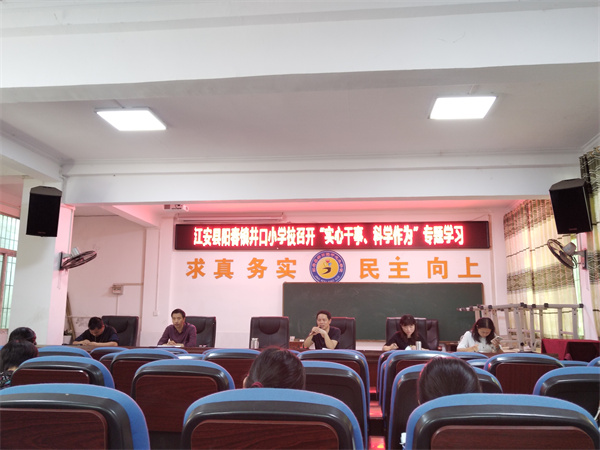 江安县阳春镇井口小学校召开“实心干事、科学作为”专题学习
求真 务实 民主 向上